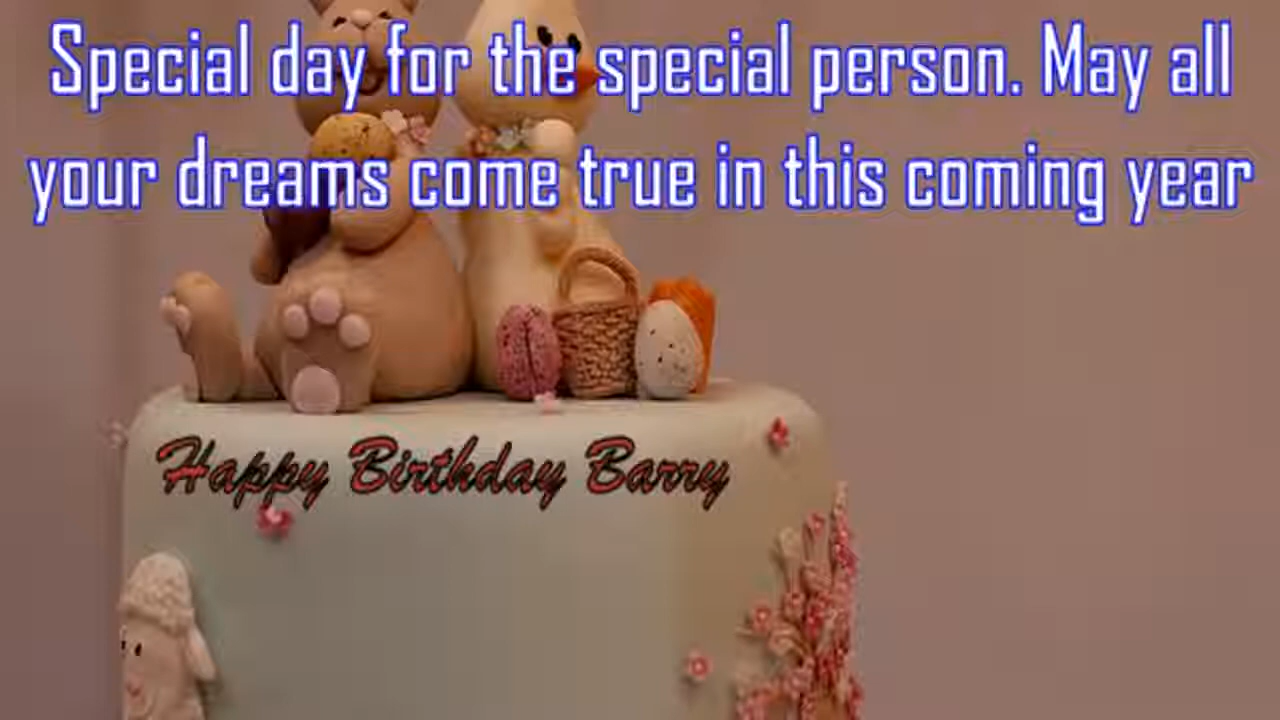 Special day for the special person. May all
your dreams come true in this coming year
Happy Birthday Barry